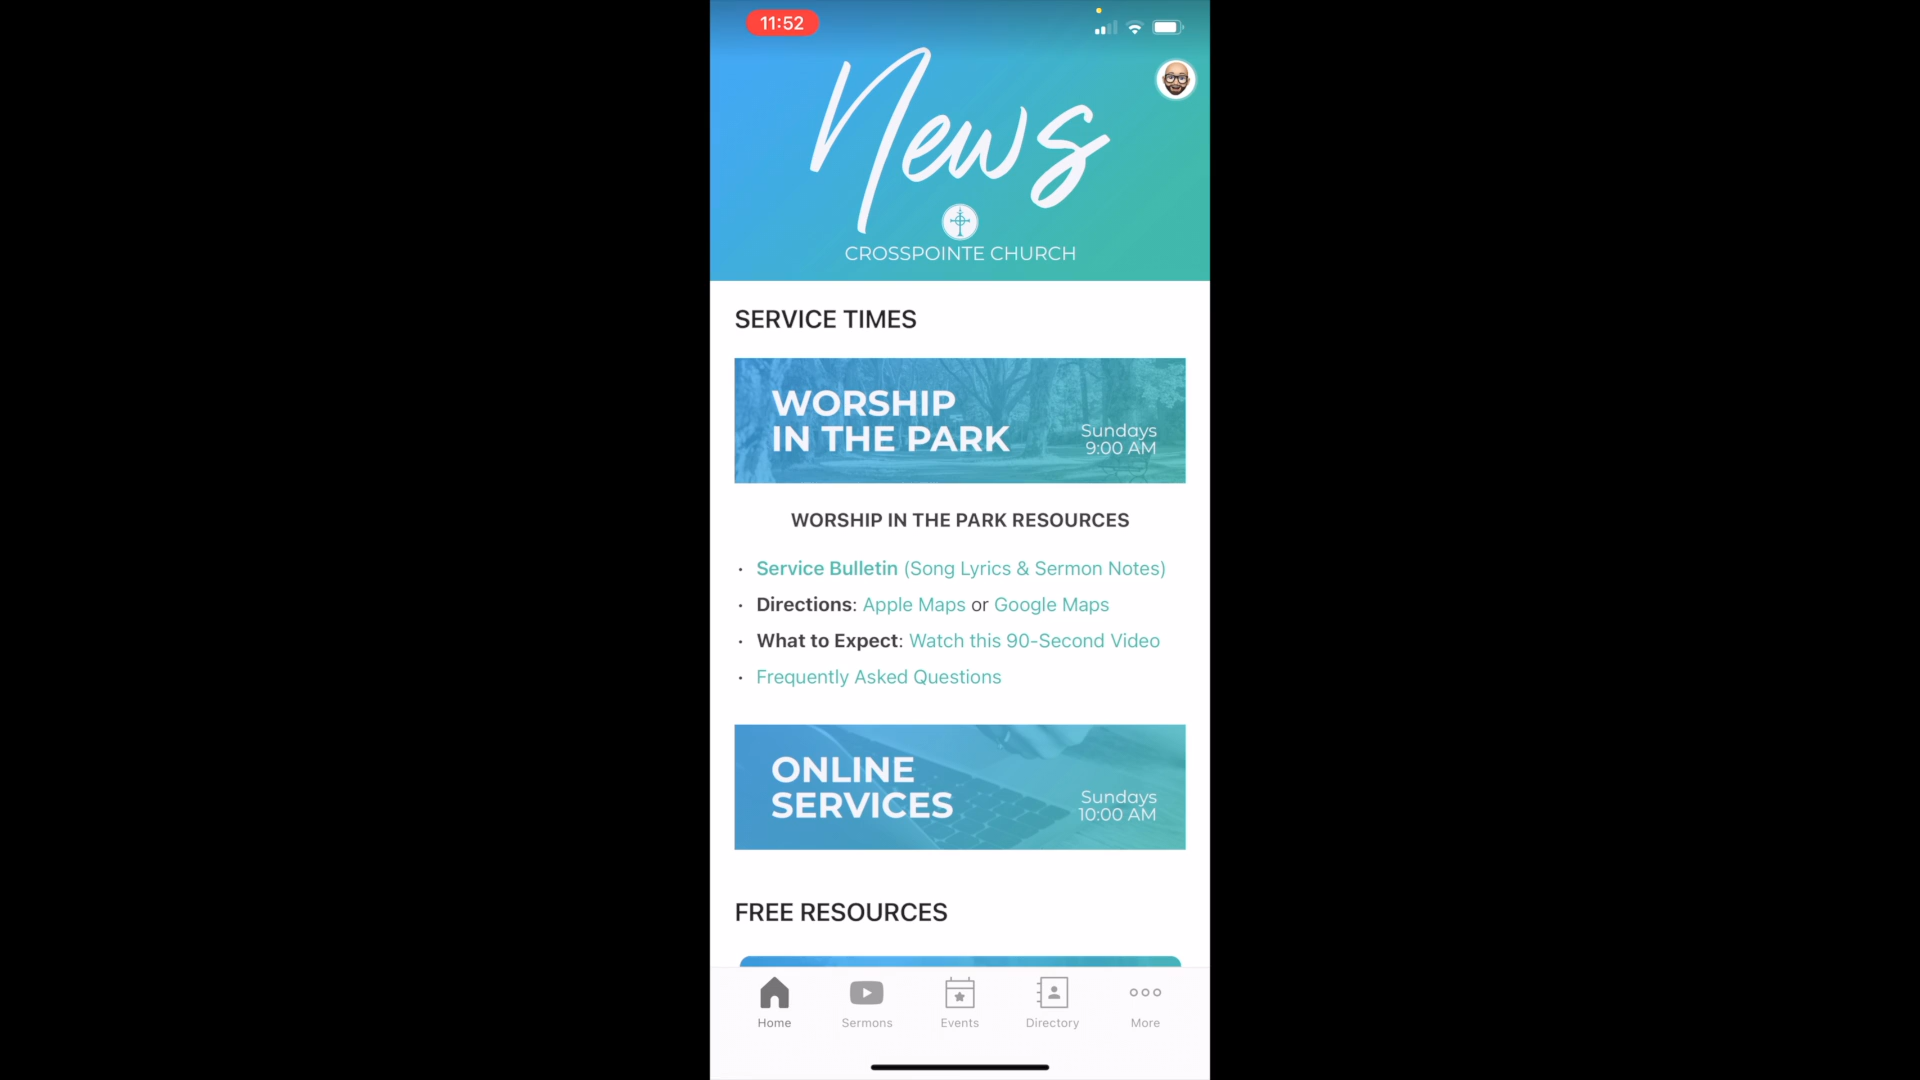 11:52
News
CROSSPOINTE CHURCH
SERVICE TIMES
WORSHIP
IN THE PARK
Sundays
9:00 AM
WORSHIP IN THE PARK RESOURCES
• Service Bulletin (Song Lyrics & Sermon Notes)
• Directions: Apple Maps or Google Maps
• What to Expect: Watch this 90-Second Video
• Frequently Asked Questions
ONLINE
SERVICES
Sundays
10:00 AM
FREE RESOURCES
Home Sermons Events Directory More